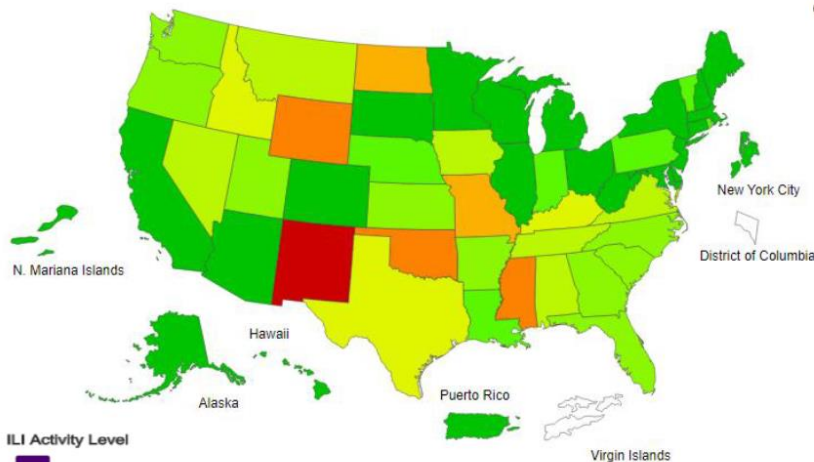 New York City
District of Columbia
N. Mariana Islands
Hawaii
Alaska
Puerto Rico
ILI Activity Level
Virgin Islands